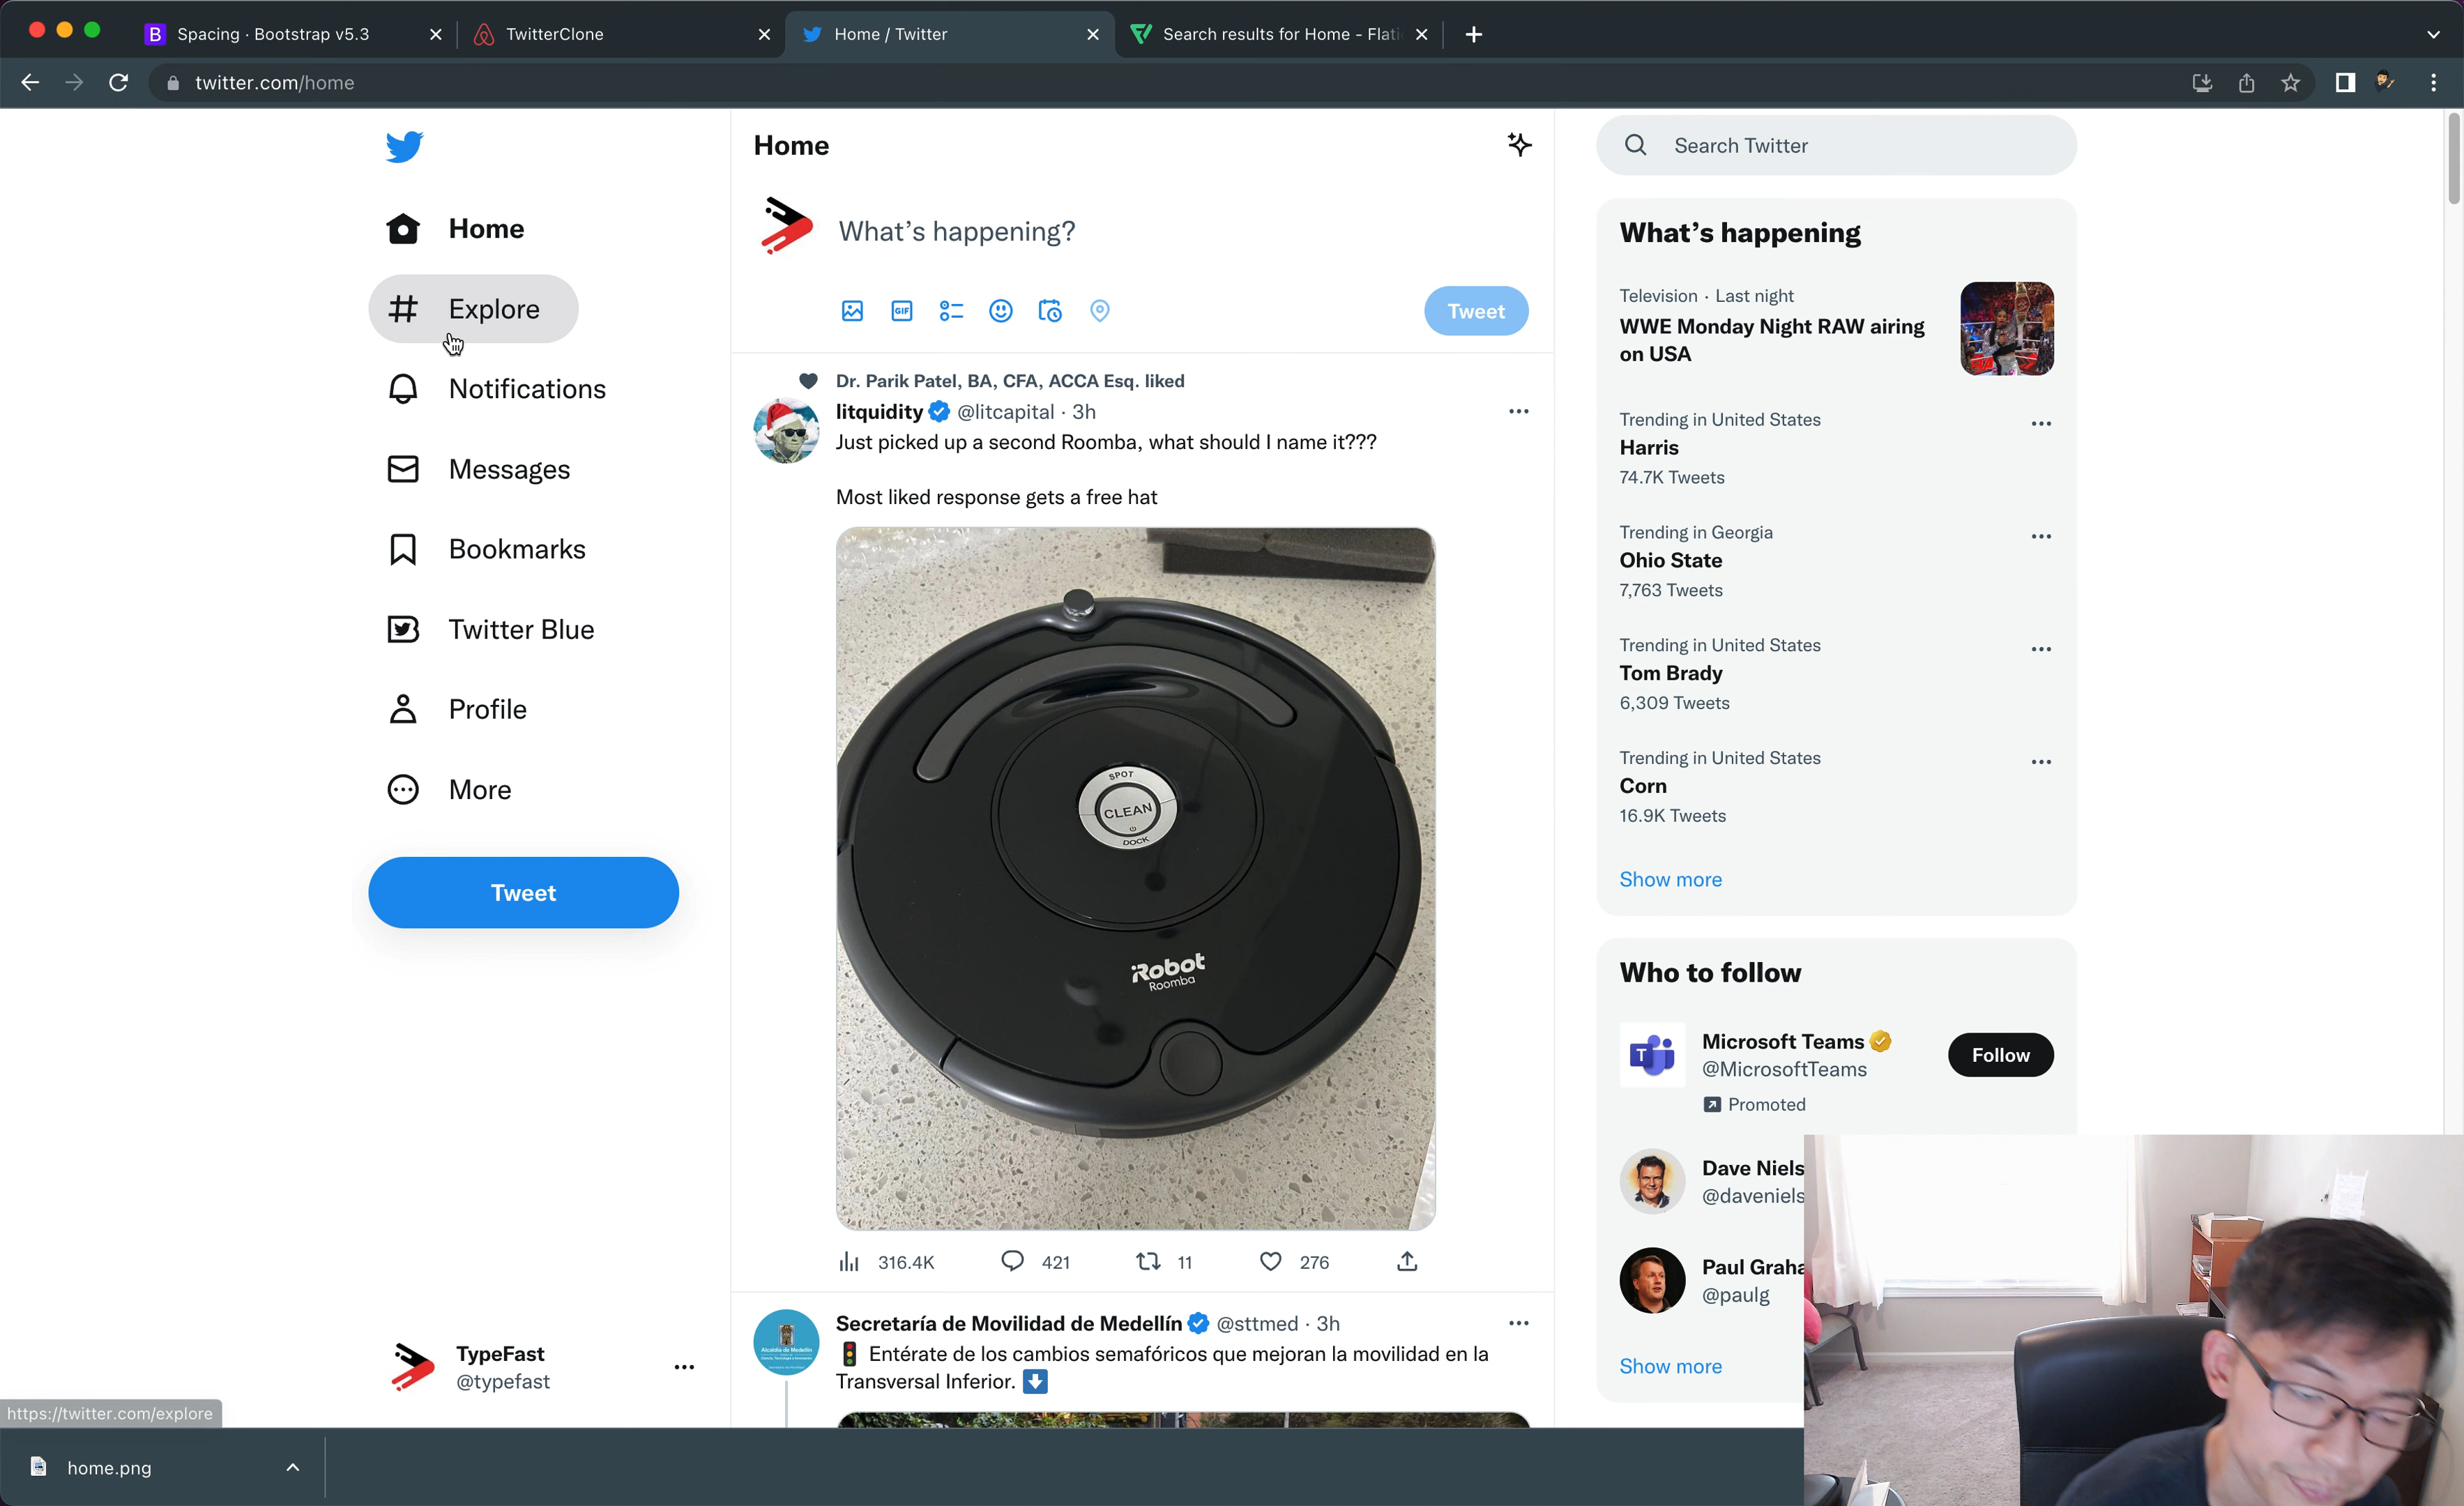 Spacing · Bootstrap v5.3
TwitterClone
Home / Twitter
Search results for Home - Flati
twitter.com/home
Home
Explore
Notifications
Messages
Bookmarks
Twitter Blue
Profile
More
Tweet
TypeFast
@typefast
https://twitter.com/explore
home.png
Home
What's happening?
GIF
Tweet
Dr. Parik Patel, BA, CFA, ACCA Esq. liked
litquidity @litcapital · 3h
Just picked up a second Roomba, what should I name it???
Most liked response gets a free hat
SPOT
CLEAN
DOCK
iRobot
Roomba
316.4K 421 11 276
Secretaría de Movilidad de Medellín @sttmed · 3h
Entérate de los cambios semafóricos que mejoran la movilidad en la
Transversal Inferior.
Search Twitter
What's happening
Television · Last night
WWE Monday Night RAW airing
on USA
Trending in United States
Harris
74.7K Tweets
Trending in Georgia
Ohio State
7,763 Tweets
Trending in United States
Tom Brady
6,309 Tweets
Trending in United States
Corn
16.9K Tweets
Show more
Who to follow
Microsoft Teams
@MicrosoftTeams
Promoted
Follow
Dave Niels
@daveniels
Paul Graha
@paulg
Show more